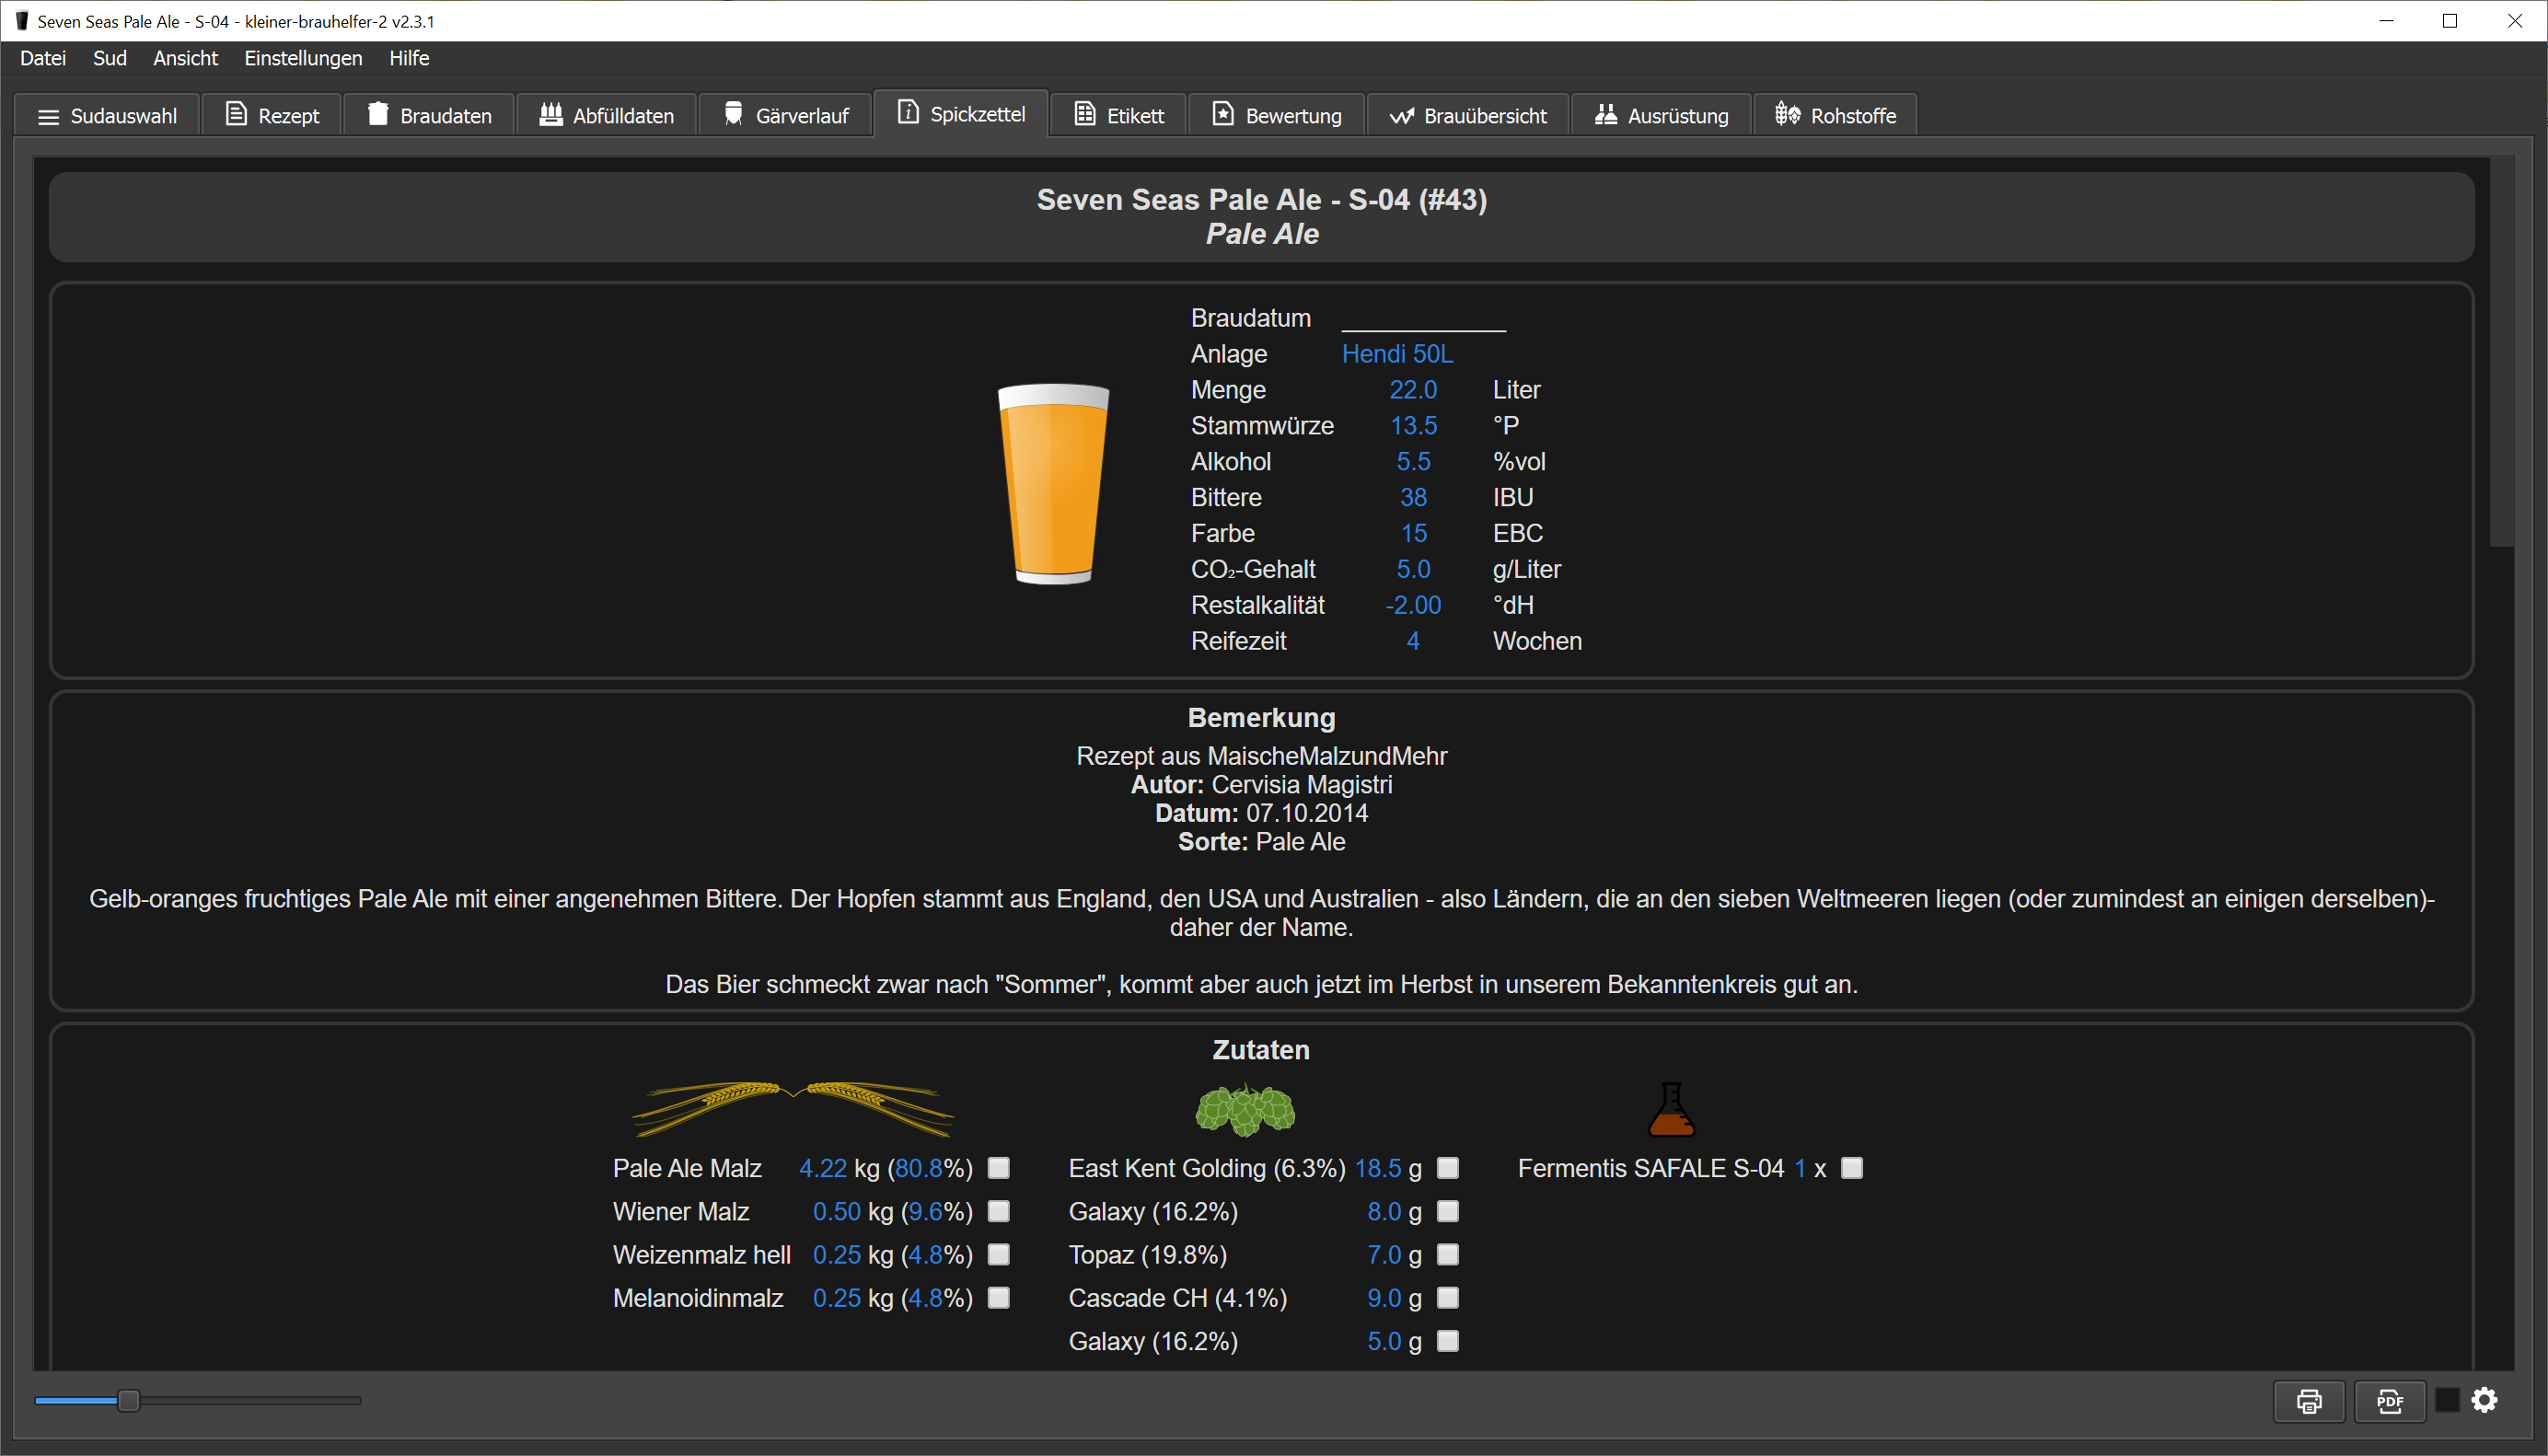 Seven Seas Pale Ale - S-04 - kleiner-brauhelfer-2 v2.3.1
Datei Sud Ansicht Einstellungen Hilfe
Sudauswahl Rezept Braudaten Abfülldaten Gärverlauf Spickzettel Etikett Bewertung Brauübersicht Ausrüstung Rohstoffe
Seven Seas Pale Ale - S-04 (#43)
Pale Ale
Braudatum
Anlage Hendi 50L
Menge 22.0 Liter
Stammwürze 13.5 °P
Alkohol 5.5 %vol
Bittere 38 IBU
Farbe 15 EBC
CO₂-Gehalt 5.0 g/Liter
Restalkalität -2.00 °dH
Reifezeit 4 Wochen
Bemerkung
Rezept aus MaischeMalzundMehr
Autor: Cervisia Magistri
Datum: 07.10.2014
Sorte: Pale Ale
Gelb-oranges fruchtiges Pale Ale mit einer angenehmen Bittere. Der Hopfen stammt aus England, den USA und Australien - also Ländern, die an den sieben Weltmeeren liegen (oder zumindest an einigen derselben)-
daher der Name.
Das Bier schmeckt zwar nach "Sommer", kommt aber auch jetzt im Herbst in unserem Bekanntenkreis gut an.
Zutaten
Pale Ale Malz 4.22 kg (80.8%) East Kent Golding (6.3%) 18.5 g Fermentis SAFALE S-04 1 x
Wiener Malz 0.50 kg (9.6%) Galaxy (16.2%) 8.0 g
Weizenmalz hell 0.25 kg (4.8%) Topaz (19.8%) 7.0 g
Melanoidinmalz 0.25 kg (4.8%) Cascade CH (4.1%) 9.0 g
Galaxy (16.2%) 5.0 g
PDF